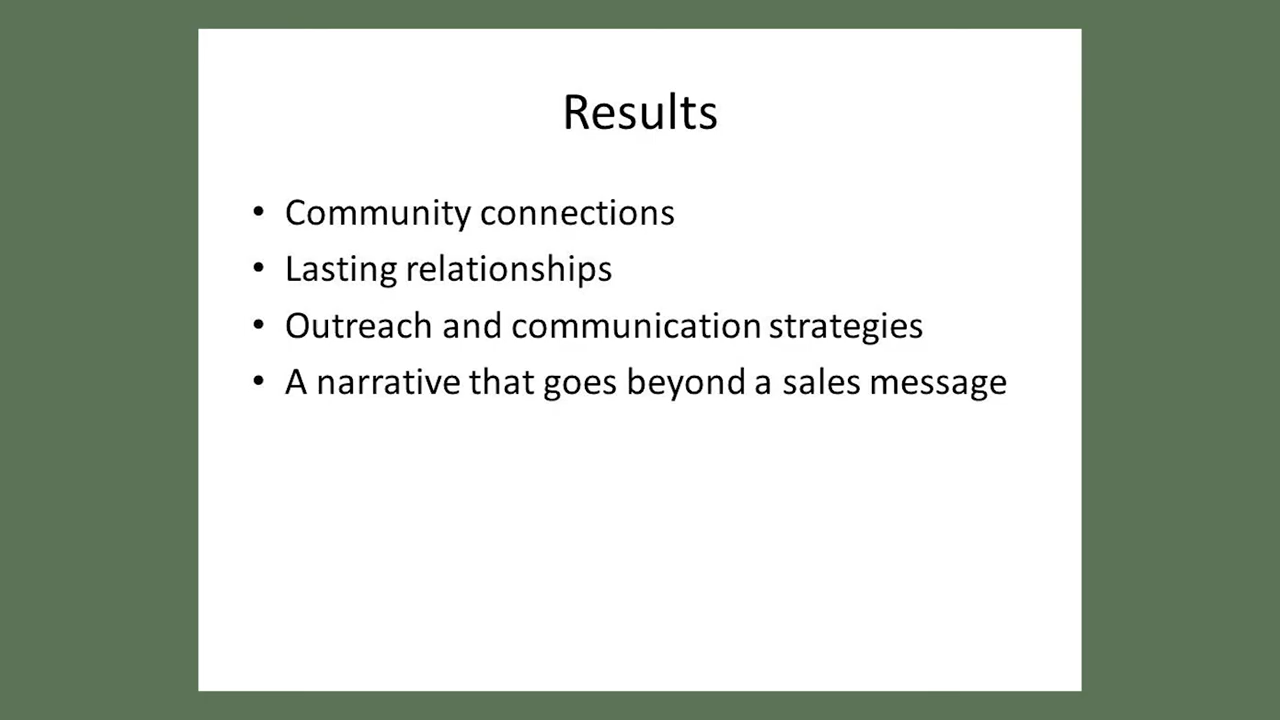 Results
• Community connections
• Lasting relationships
• Outreach and communication strategies
• A narrative that goes beyond a sales message